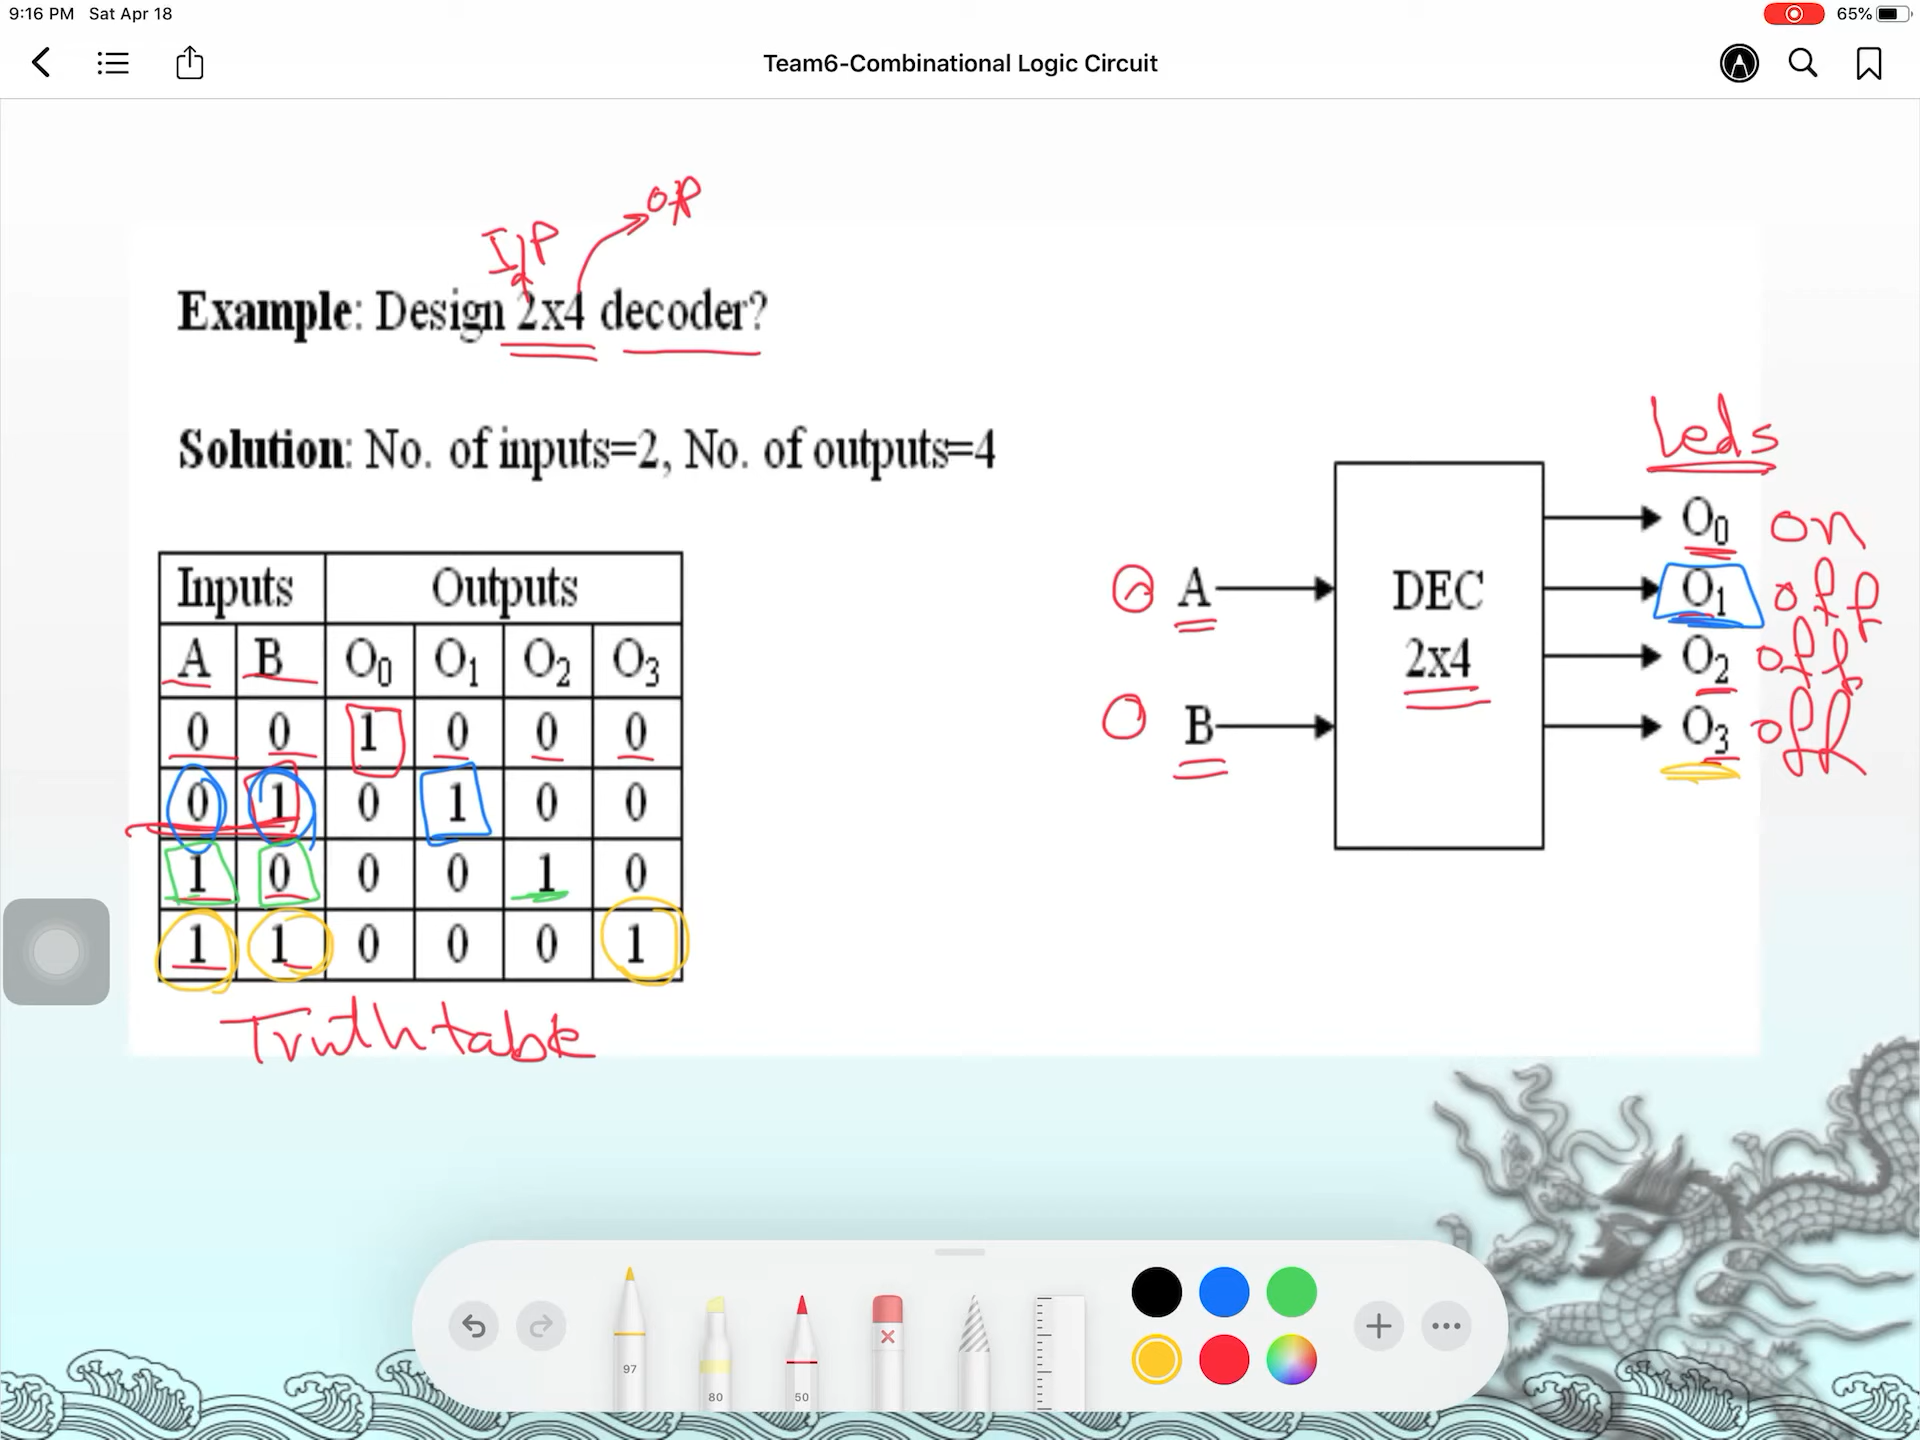 9:16 PM Sat Apr 18
65%
Team6-Combinational Logic Circuit
I/P
O/P
Example: Design 2x4 decoder?
Solution: No. of inputs=2, No. of outputs=4
Leds
Inputs Outputs
A B O0 O1 O2 O3
0 0 1 0 0 0
0 1 0 1 0 0
1 0 0 0 1 0
1 1 0 0 0 1
Truth table
0 A
0 B
DEC
2x4
O0 on
O1 off
O2 off
O3 off
97
80
50